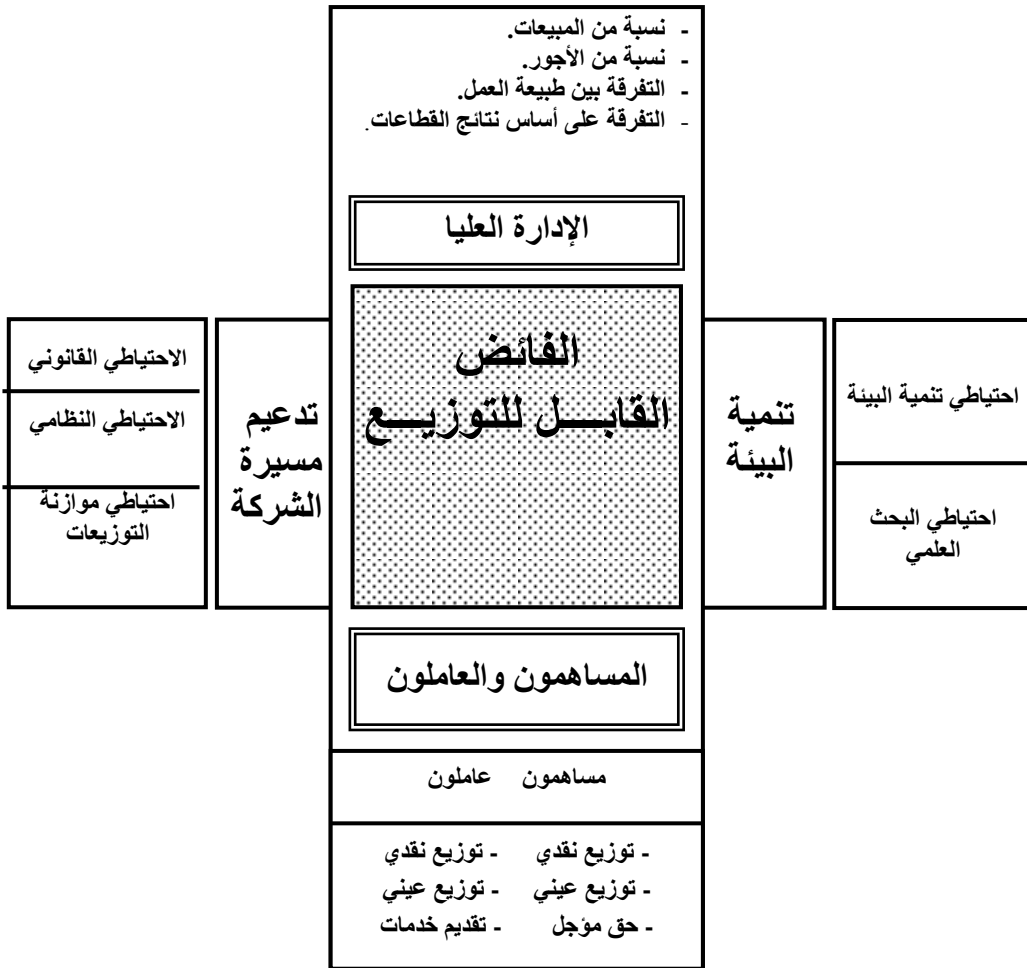 - نسبة من المبيعات.
- نسبة من الأجور.
- التفرقة بين طبيعة العمل.
- التفرقة على أساس نتائج القطاعات.
الإدارة العليا
الفائض
القابـــل للتوزيـــع
تنمية
البيئة
احتياطي تنمية البيئة
احتياطي البحث
العلمي
تدعيم
مسيرة
الشركة
الاحتياطي القانوني
الاحتياطي النظامي
احتياطي موازنة
التوزيعات
المساهمون والعاملون
مساهمون عاملون
- توزيع نقدي - توزيع نقدي
- توزيع عيني - توزيع عيني
- حق مؤجل - تقديم خدمات